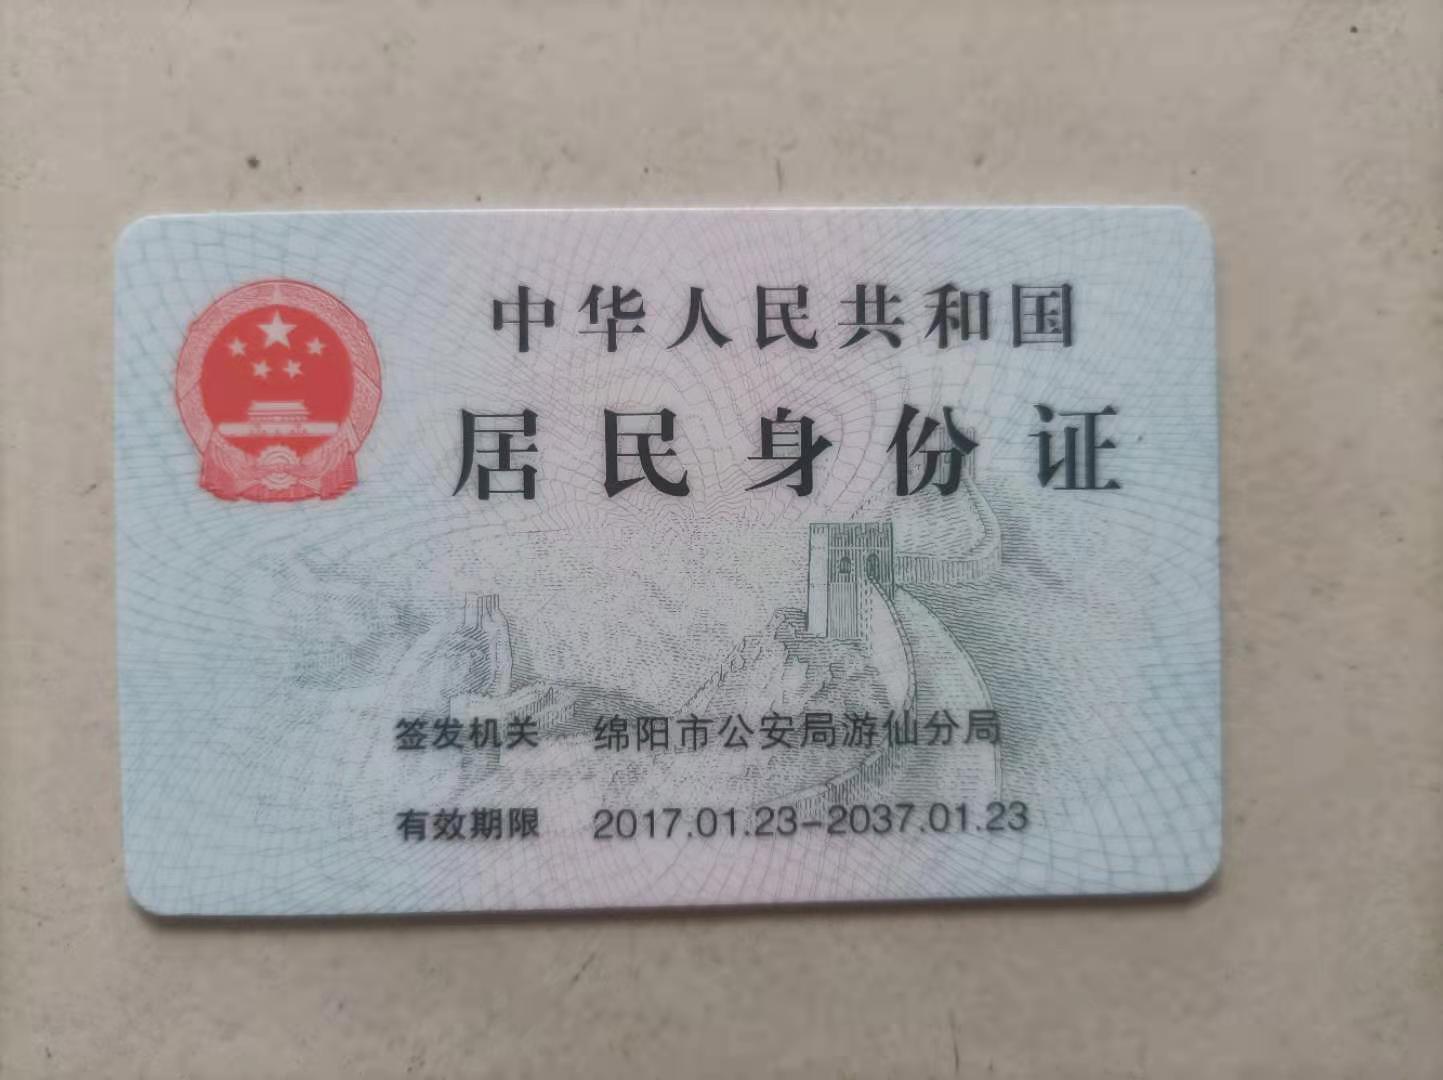 中华人民共和国
居民身份证
签发机关 绵阳市公安局游仙分局
有效期限 2017.01.23-2037.01.23